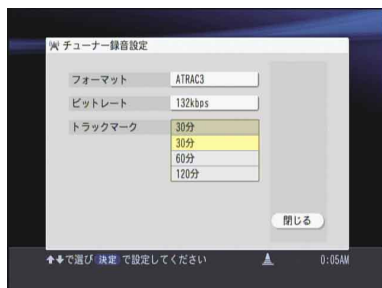 チューナー録音設定
フォーマット ATRAC3
ビットレート 132kbps
トラックマーク 30分
30分
60分
120分
閉じる
で選び 決定 で設定してください 0:05AM